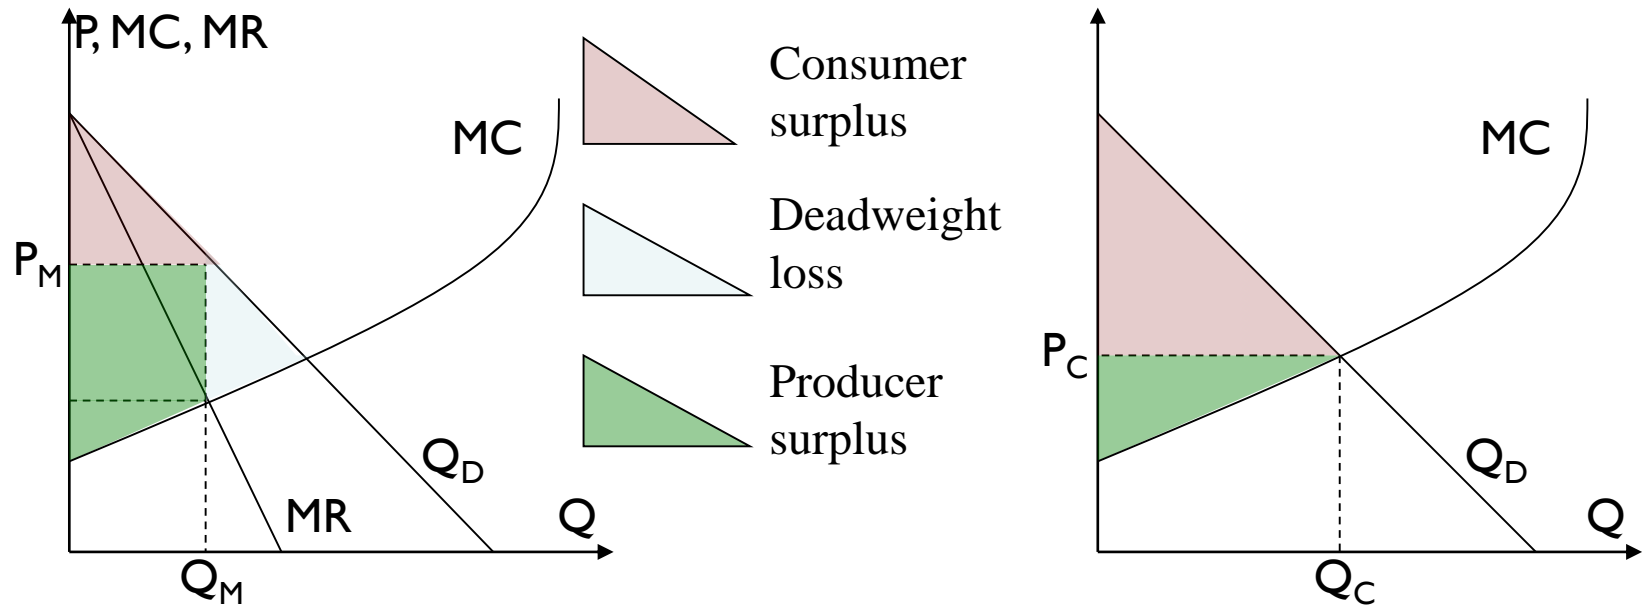 P, MC, MR
MC
P_M
Q_D
MR
Q
Q_M
Consumer
surplus
Deadweight
loss
Producer
surplus
MC
P_C
Q_D
Q
Q_C